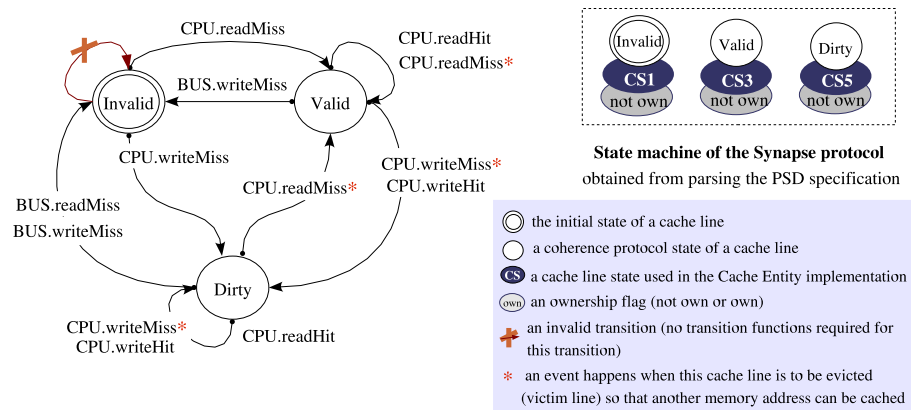 CPU.readMiss
CPU.readHit
CPU.readMiss*
BUS.writeMiss
Invalid
Valid
CPU.writeMiss
CPU.writeMiss*
CPU.writeHit
CPU.readMiss*
BUS.readMiss
BUS.writeMiss
Dirty
CPU.writeMiss*
CPU.writeHit
CPU.readHit
Invalid
CS1
not own
Valid
CS3
not own
Dirty
CS5
not own
State machine of the Synapse protocol
obtained from parsing the PSD specification
the initial state of a cache line
a coherence protocol state of a cache line
CS a cache line state used in the Cache Entity implementation
own an ownership flag (not own or own)
an invalid transition (no transition functions required for
this transition)
* an event happens when this cache line is to be evicted
(victim line) so that another memory address can be cached